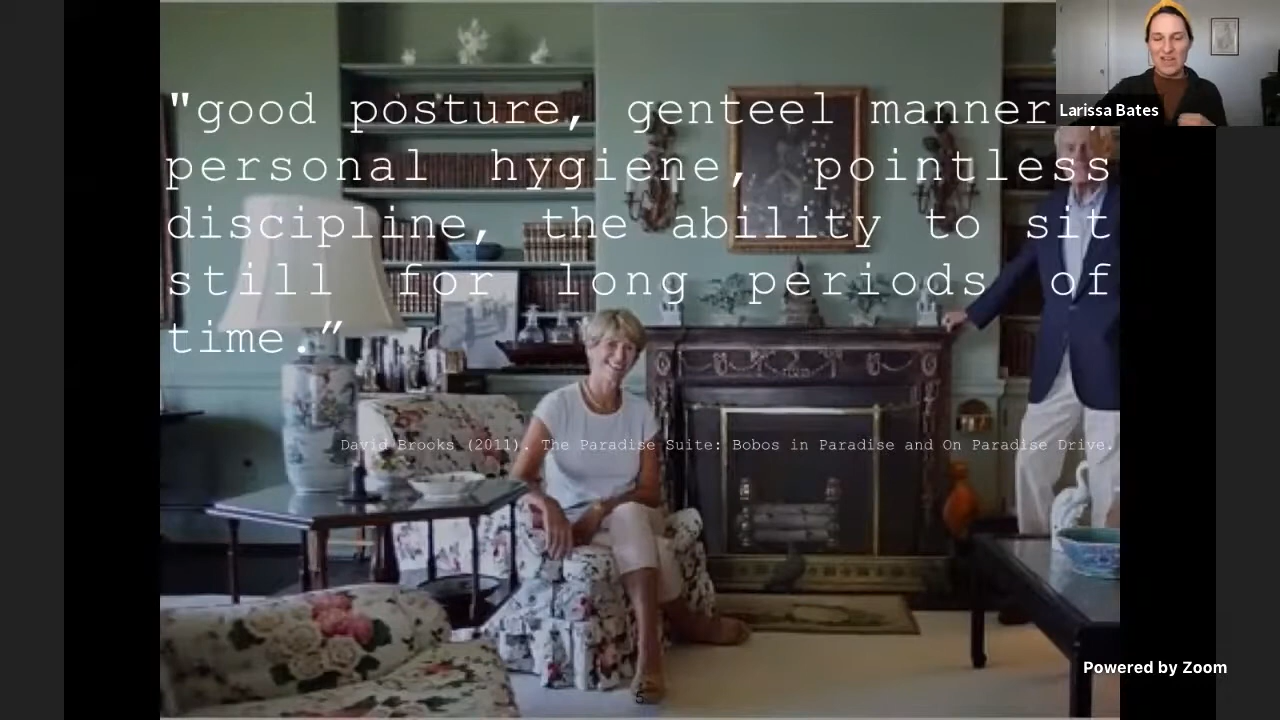 "good posture, genteel manner,
Larissa Bates
personal hygiene, pointless
discipline, the ability to sit
still for long periods of
time.”
David Brooks (2011). The Paradise Suite: Bobos in Paradise and On Paradise Drive.
Powered by Zoom
5